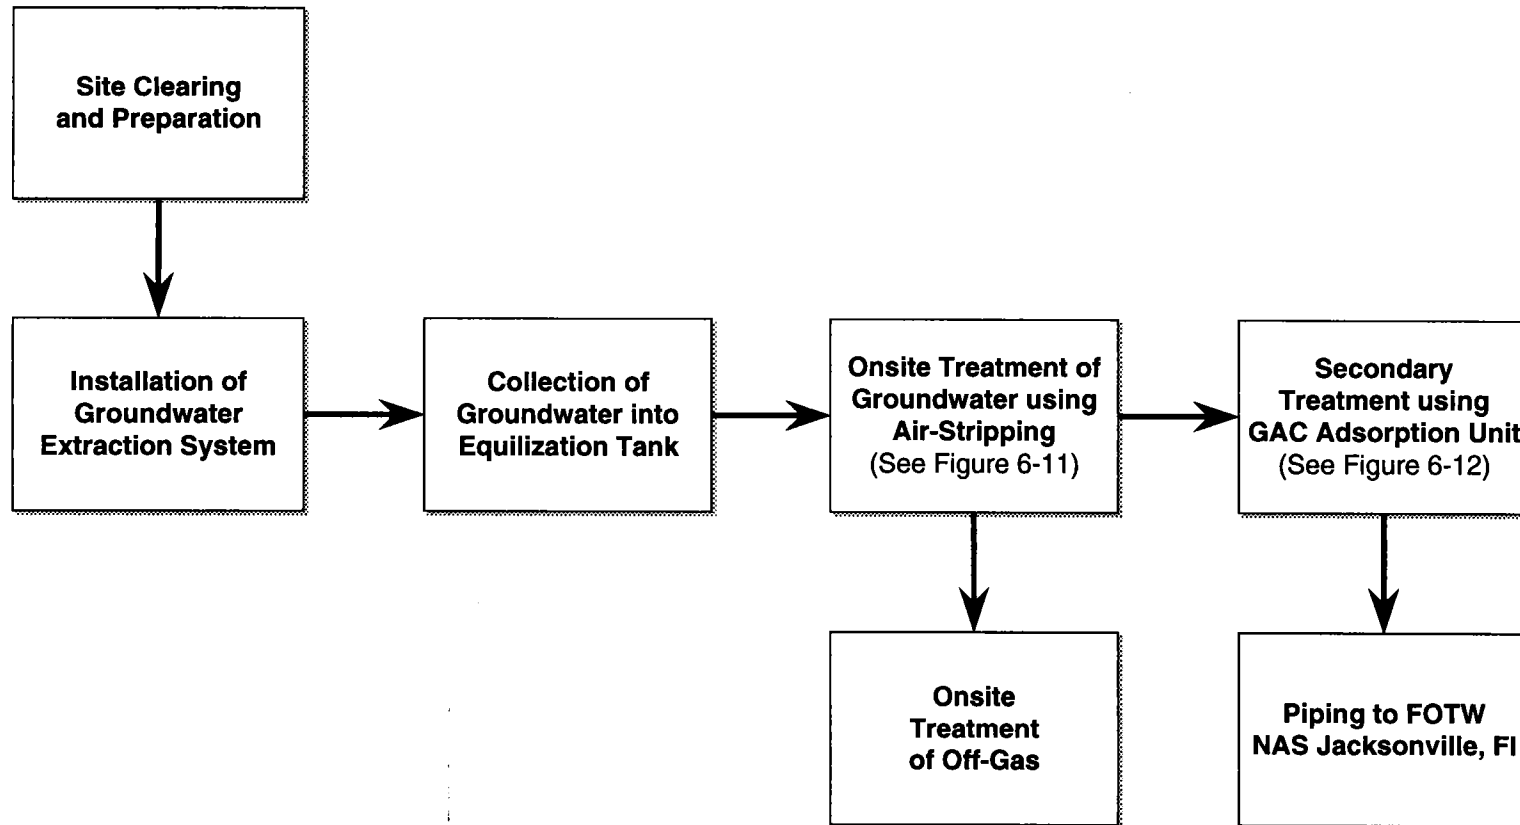 Site Clearing
and Preparation
Installation of
Groundwater
Extraction System
Collection of
Groundwater into
Equilization Tank
Onsite Treatment of
Groundwater using
Air-Stripping
(See Figure 6-11)
Secondary
Treatment using
GAC Adsorption Unit
(See Figure 6-12)
Onsite
Treatment
of Off-Gas
Piping to FOTW
NAS Jacksonville, Fl